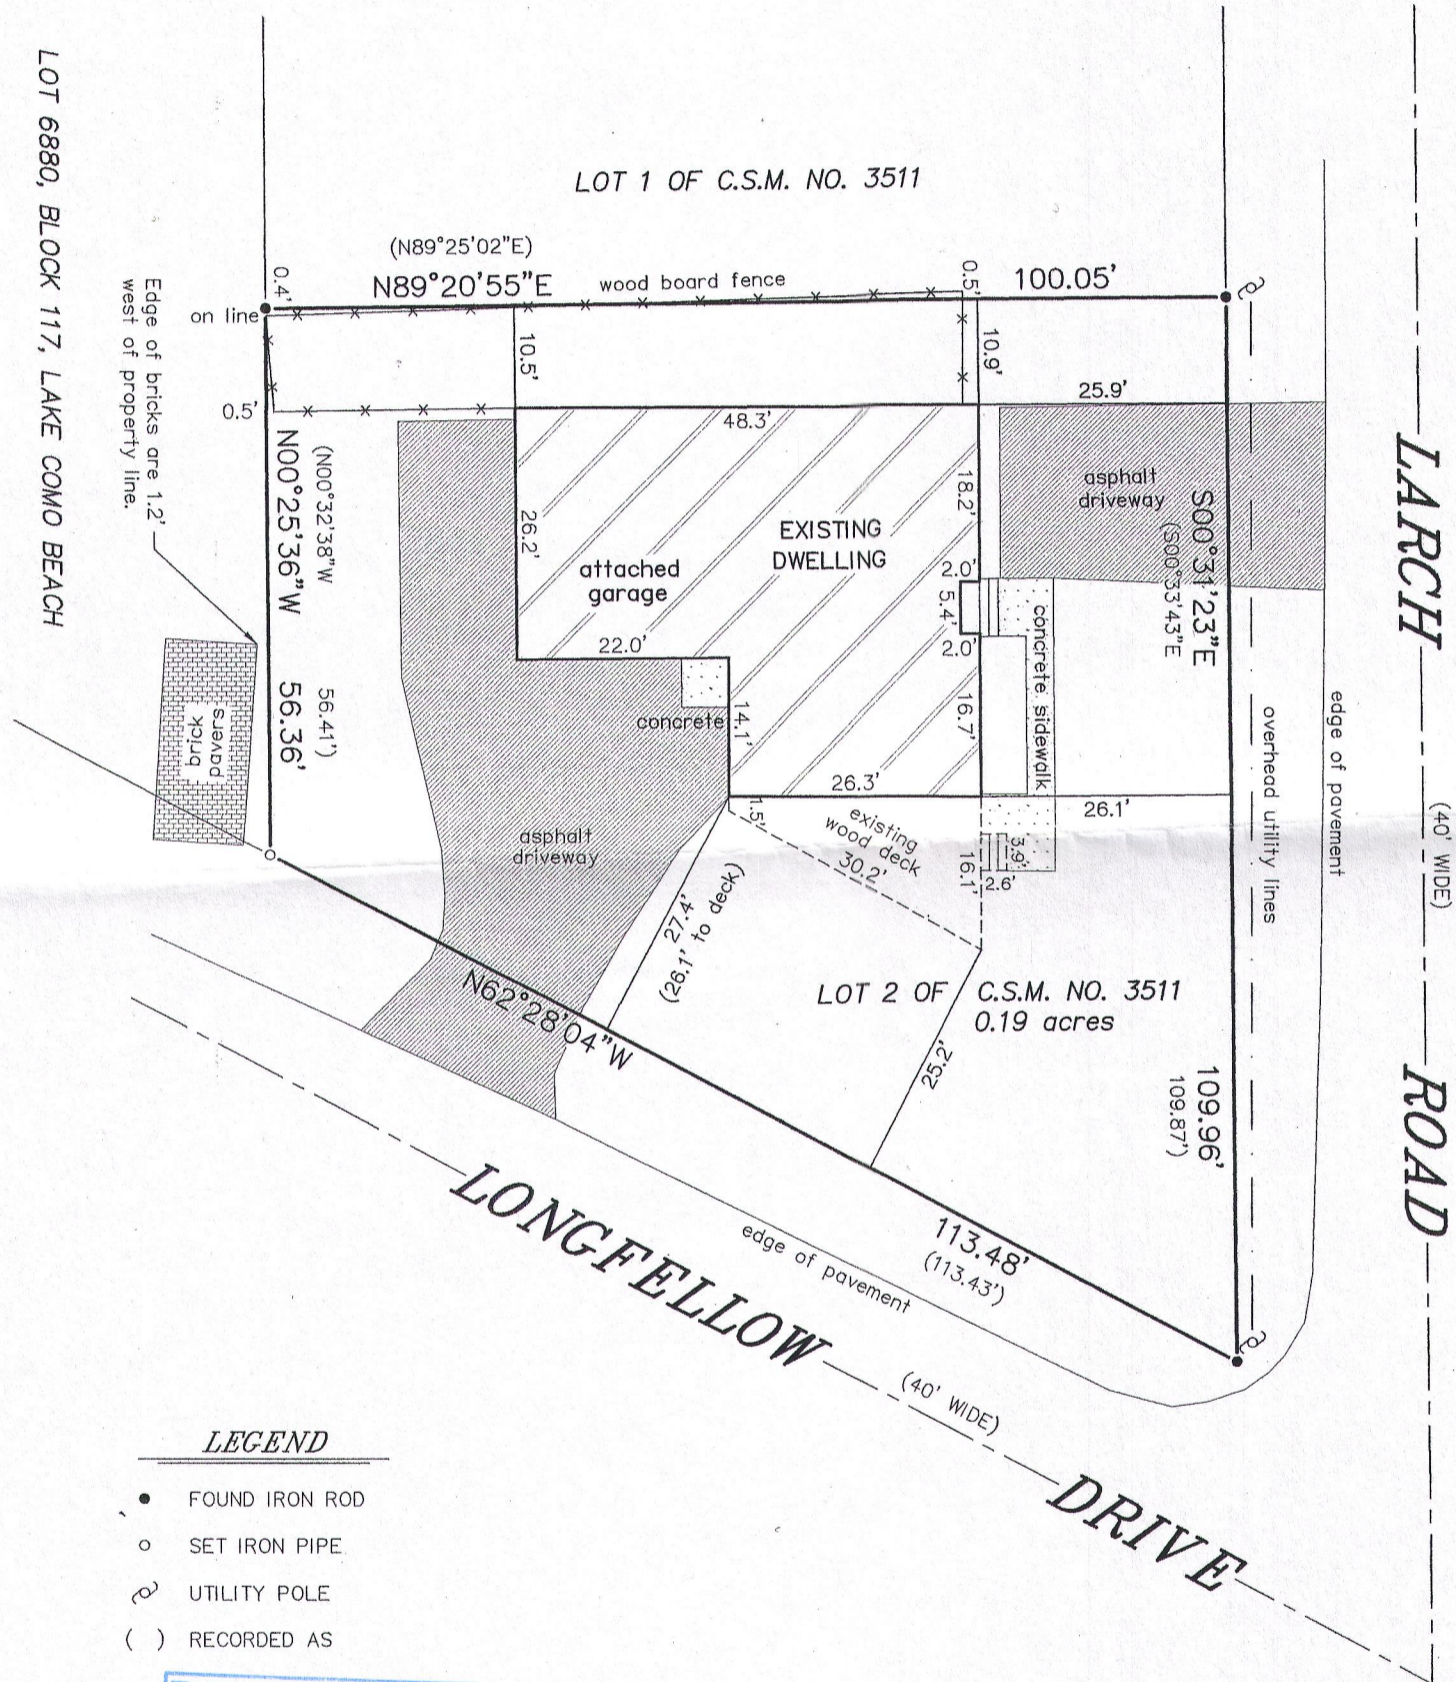 LOT 1 OF C.S.M. NO. 3511
(N89°25'02"E)
N89°20'55"E
wood board fence
0.5'
100.05'
0.4'
on line
10.5'
10.9'
25.9'
0.5'
48.3'
Edge of bricks are 1.2'
west of property line.
LOT 6880, BLOCK 117, LAKE COMO BEACH
(N00°32'38"W 56.41')
N00°25'36"W 56.36'
26.2'
attached
garage
EXISTING
DWELLING
18.2'
2.0'
5.4'
2.0'
16.7'
asphalt
driveway
S00°31'23"E 109.96'
(S00°33'43"E 109.87')
LARCH ROAD
(40' WIDE)
edge of pavement
overhead utility lines
concrete sidewalk
22.0'
concrete
14.1'
26.3'
26.1'
brick
pavers
asphalt
driveway
1.5'
existing
wood deck
30.2'
16.1'
3.9'
2.6'
27.4'
(26.1' to deck)
LOT 2 OF C.S.M. NO. 3511
0.19 acres
25.2'
N62°28'04"W
113.48'
(113.43')
edge of pavement
LONGFELLOW DRIVE
(40' WIDE)
LEGEND
FOUND IRON ROD
SET IRON PIPE
UTILITY POLE
( ) RECORDED AS